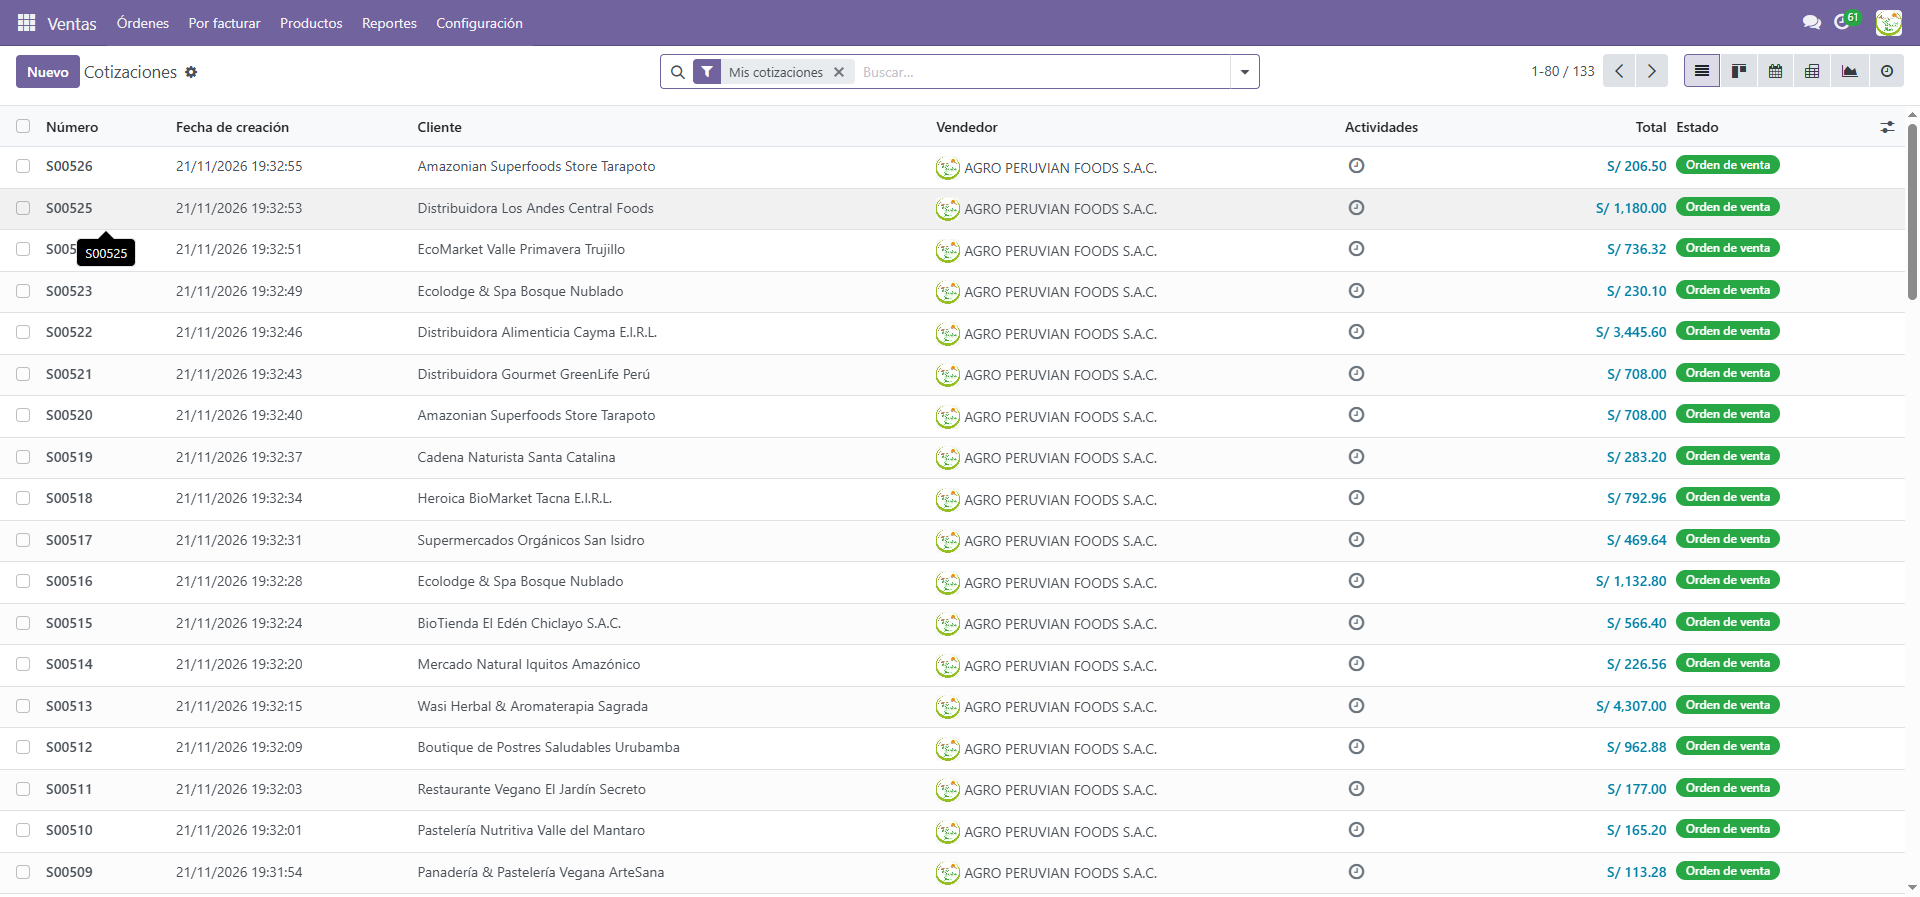 Ventas Órdenes Por facturar Productos Reportes Configuración 61
Nuevo Cotizaciones Mis cotizaciones Buscar... 1-80 / 133
Número Fecha de creación Cliente Vendedor Actividades Total Estado
S00526 21/11/2026 19:32:55 Amazonian Superfoods Store Tarapoto AGRO PERUVIAN FOODS S.A.C. S/ 206.50 Orden de venta
S00525 21/11/2026 19:32:53 Distribuidora Los Andes Central Foods AGRO PERUVIAN FOODS S.A.C. S/ 1,180.00 Orden de venta
S005 21/11/2026 19:32:51 EcoMarket Valle Primavera Trujillo AGRO PERUVIAN FOODS S.A.C. S/ 736.32 Orden de venta
S00525
S00523 21/11/2026 19:32:49 Ecolodge & Spa Bosque Nublado AGRO PERUVIAN FOODS S.A.C. S/ 230.10 Orden de venta
S00522 21/11/2026 19:32:46 Distribuidora Alimenticia Cayma E.I.R.L. AGRO PERUVIAN FOODS S.A.C. S/ 3,445.60 Orden de venta
S00521 21/11/2026 19:32:43 Distribuidora Gourmet GreenLife Perú AGRO PERUVIAN FOODS S.A.C. S/ 708.00 Orden de venta
S00520 21/11/2026 19:32:40 Amazonian Superfoods Store Tarapoto AGRO PERUVIAN FOODS S.A.C. S/ 708.00 Orden de venta
S00519 21/11/2026 19:32:37 Cadena Naturista Santa Catalina AGRO PERUVIAN FOODS S.A.C. S/ 283.20 Orden de venta
S00518 21/11/2026 19:32:34 Heroica BioMarket Tacna E.I.R.L. AGRO PERUVIAN FOODS S.A.C. S/ 792.96 Orden de venta
S00517 21/11/2026 19:32:31 Supermercados Orgánicos San Isidro AGRO PERUVIAN FOODS S.A.C. S/ 469.64 Orden de venta
S00516 21/11/2026 19:32:28 Ecolodge & Spa Bosque Nublado AGRO PERUVIAN FOODS S.A.C. S/ 1,132.80 Orden de venta
S00515 21/11/2026 19:32:24 BioTienda El Edén Chiclayo S.A.C. AGRO PERUVIAN FOODS S.A.C. S/ 566.40 Orden de venta
S00514 21/11/2026 19:32:20 Mercado Natural Iquitos Amazónico AGRO PERUVIAN FOODS S.A.C. S/ 226.56 Orden de venta
S00513 21/11/2026 19:32:15 Wasi Herbal & Aromaterapia Sagrada AGRO PERUVIAN FOODS S.A.C. S/ 4,307.00 Orden de venta
S00512 21/11/2026 19:32:09 Boutique de Postres Saludables Urubamba AGRO PERUVIAN FOODS S.A.C. S/ 962.88 Orden de venta
S00511 21/11/2026 19:32:03 Restaurante Vegano El Jardín Secreto AGRO PERUVIAN FOODS S.A.C. S/ 177.00 Orden de venta
S00510 21/11/2026 19:32:01 Pastelería Nutritiva Valle del Mantaro AGRO PERUVIAN FOODS S.A.C. S/ 165.20 Orden de venta
S00509 21/11/2026 19:31:54 Panadería & Pastelería Vegana ArteSana AGRO PERUVIAN FOODS S.A.C. S/ 113.28 Orden de venta